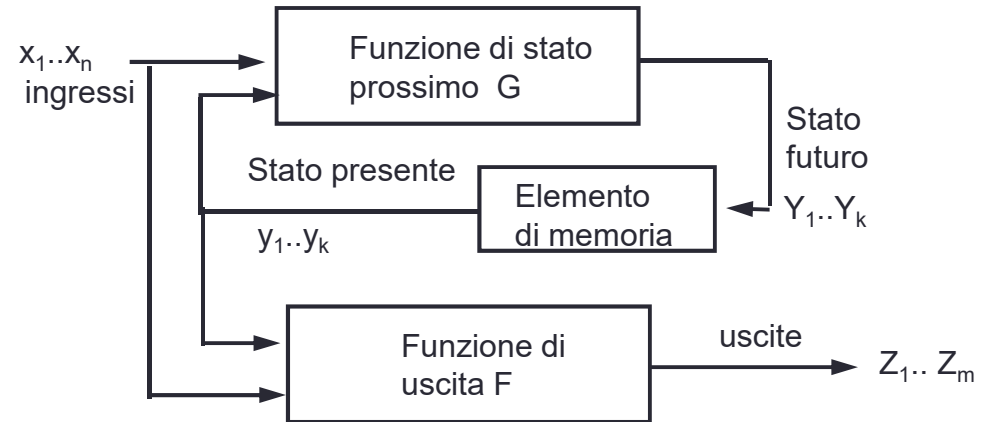 x₁..xₙ
ingressi
Funzione di stato
prossimo G
Stato
futuro
Y₁..Yₖ
Stato presente
Elemento
di memoria
y₁..yₖ
Funzione di
uscita F
uscite
Z₁.. Zₘ